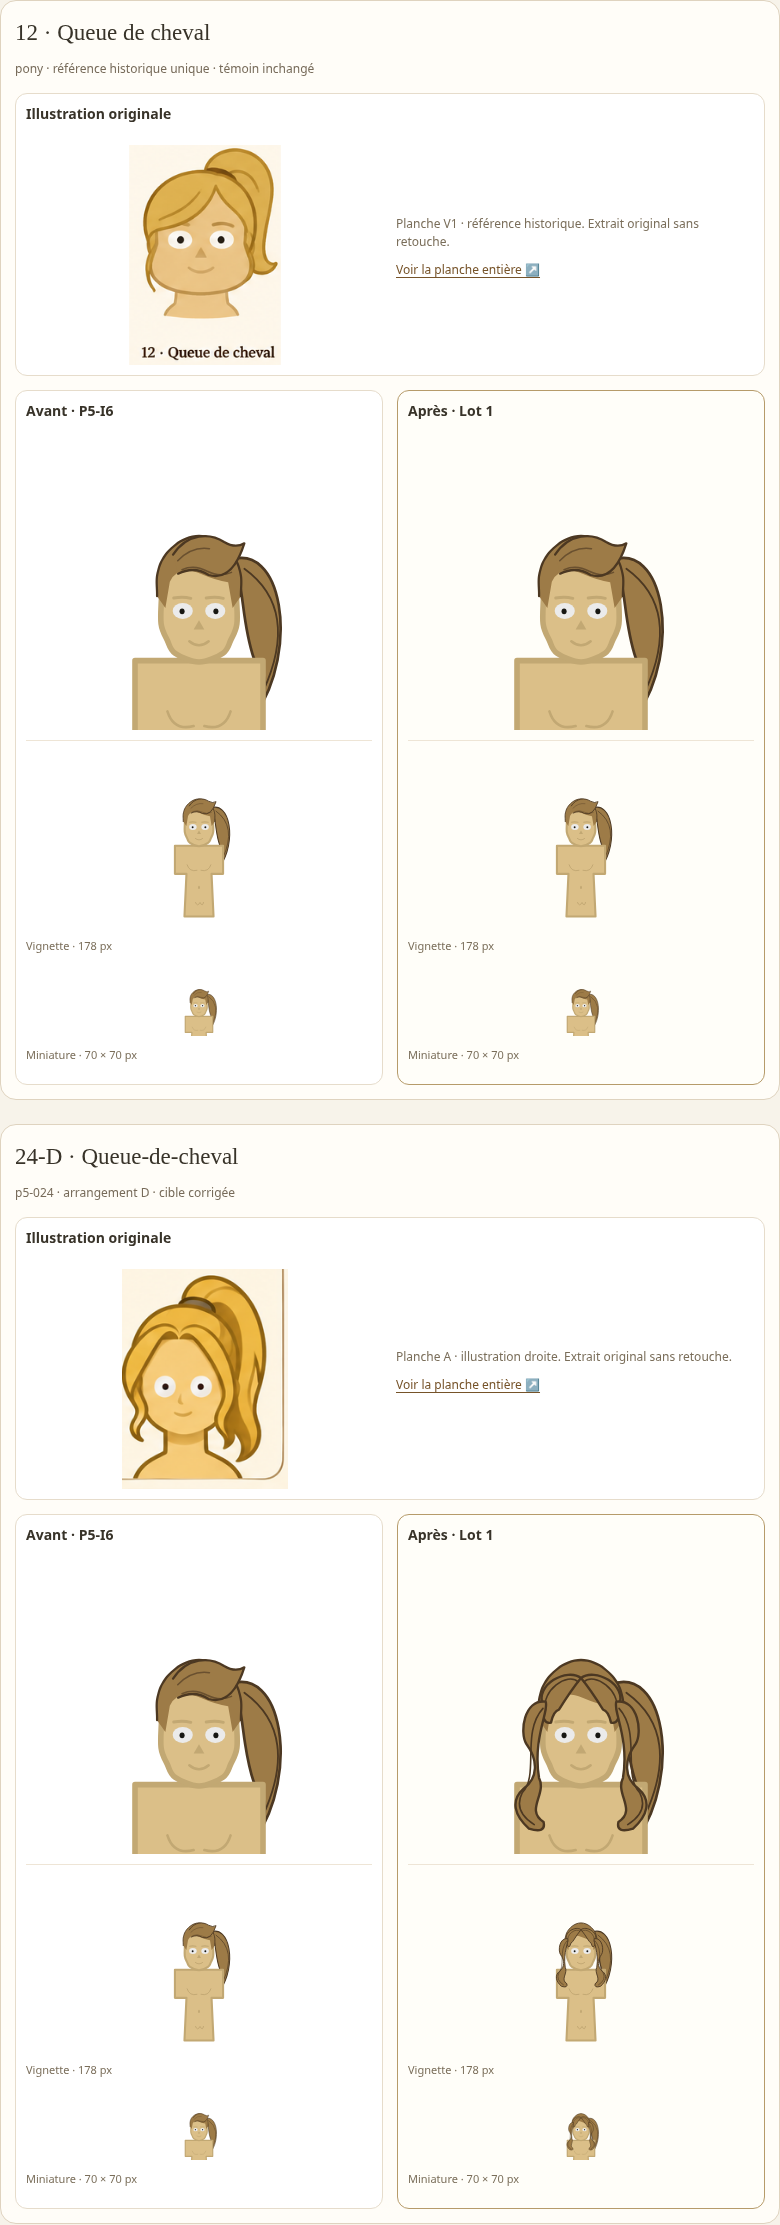 12 · Queue de cheval
pony · référence historique unique · témoin inchangé
Illustration originale
12 · Queue de cheval
Planche V1 · référence historique. Extrait original sans
retouche.
Voir la planche entière ↗
Avant · P5-I6
Après · Lot 1
Vignette · 178 px
Vignette · 178 px
Miniature · 70 × 70 px
Miniature · 70 × 70 px
24-D · Queue-de-cheval
p5-024 · arrangement D · cible corrigée
Illustration originale
Planche A · illustration droite. Extrait original sans retouche.
Voir la planche entière ↗
Avant · P5-I6
Après · Lot 1
Vignette · 178 px
Vignette · 178 px
Miniature · 70 × 70 px
Miniature · 70 × 70 px